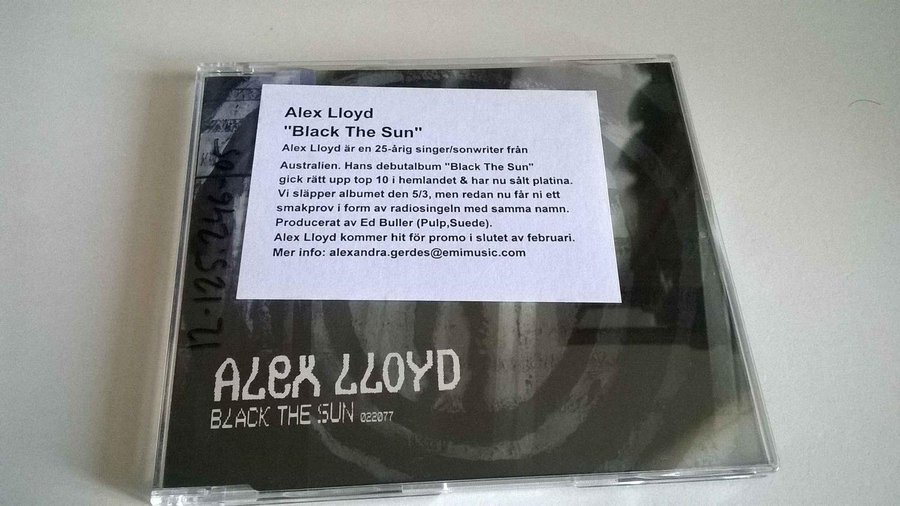 Alex Lloyd
"Black The Sun"
Alex Lloyd är en 25-årig singer/sonwriter från
Australien. Hans debutalbum "Black The Sun"
gick rätt upp top 10 i hemlandet & har nu sålt platina.
Vi släpper albumet den 5/3, men redan nu får ni ett
smakprov i form av radiosingeln med samma namn.
Producerat av Ed Buller (Pulp,Suede).
Alex Lloyd kommer hit för promo i slutet av februari.
Mer info: alexandra.gerdes@emimusic.com
12-125.246-05
ALEX LLOYD
BLACK THE SUN 022077